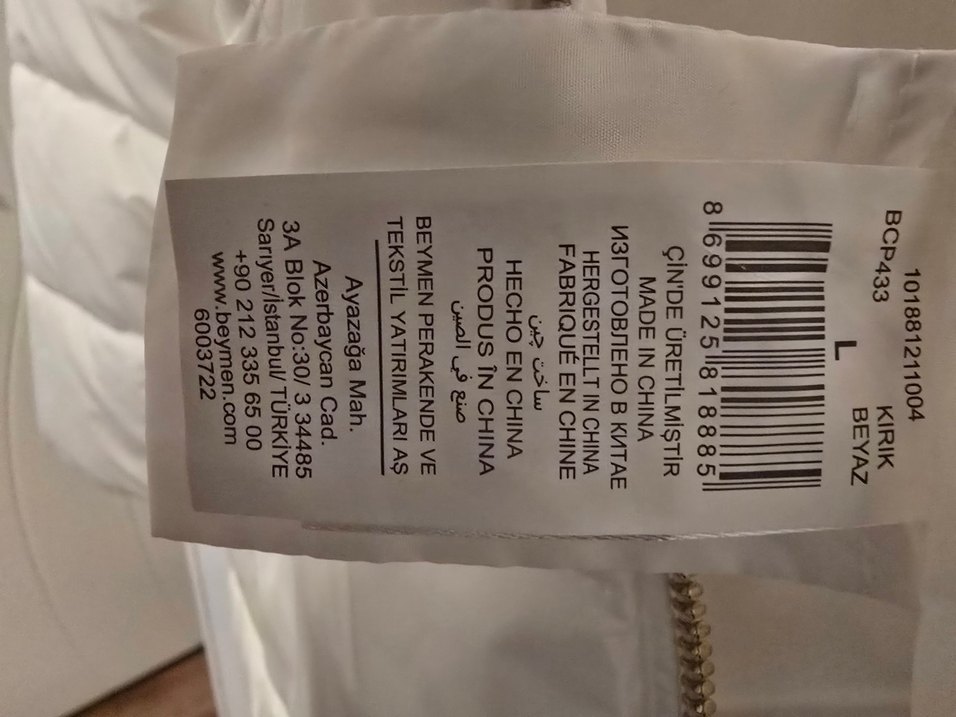 101881211004
BCP433 KIRIK
BEYAZ
L
8 699125 818885
ÇİN'DE ÜRETİLMİŞTİR
MADE IN CHINA
ИЗГОТОВЛЕНО В КИТАЕ
HERGESTELLT IN CHINA
FABRIQUÉ EN CHINE
ساخت چین
HECHO EN CHINA
PRODUS ÎN CHINA
صنع في الصين
BEYMEN PERAKENDE VE
TEKSTİL YATIRIMLARI AŞ
Ayazağa Mah.
Azerbaycan Cad.
3A Blok No:30/ 3 34485
Sarıyer/İstanbul/ TÜRKİYE
+90 212 335 65 00
www.beymen.com
6003722